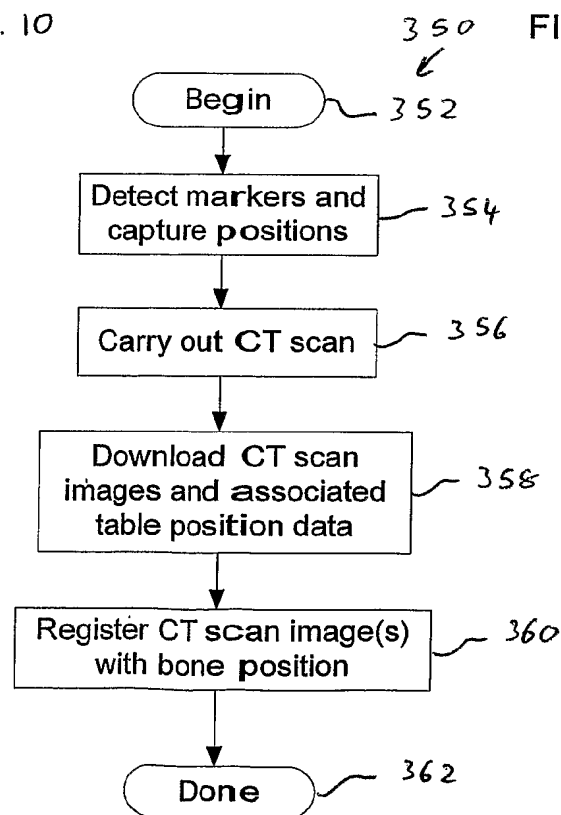 . 10
350
FI
Begin
352
Detect markers and
capture positions
354
Carry out CT scan
356
Download CT scan
images and associated
table position data
358
Register CT scan image(s)
with bone position
360
Done
362